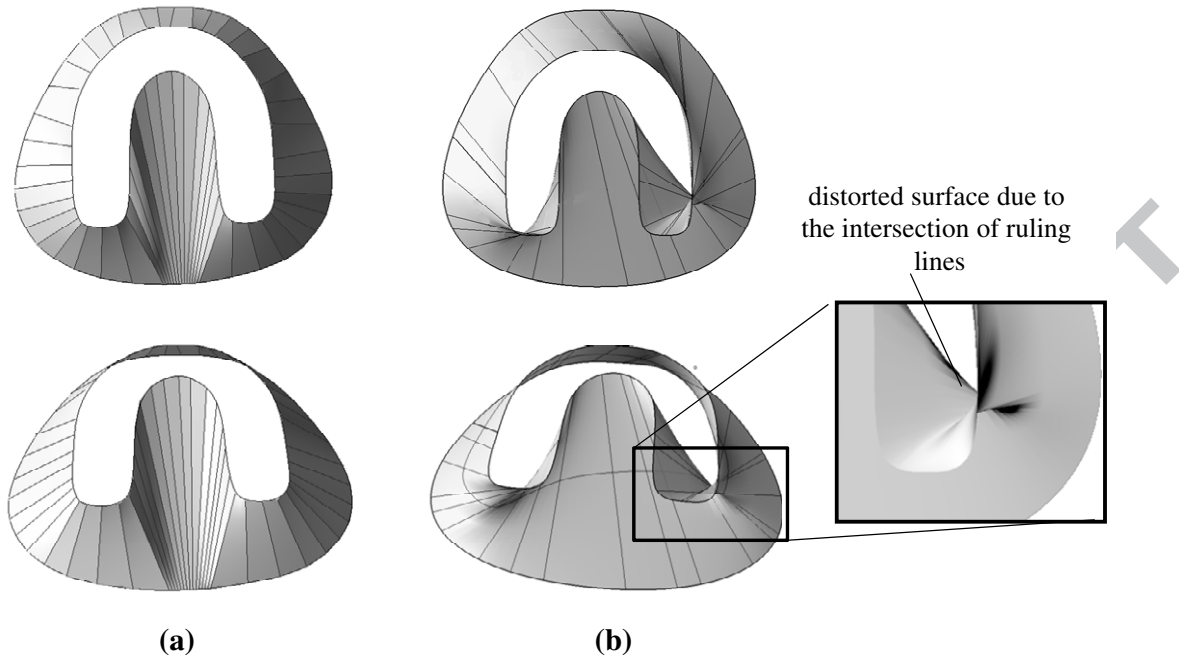 distorted surface due to
the intersection of ruling
lines
T
(a)
(b)